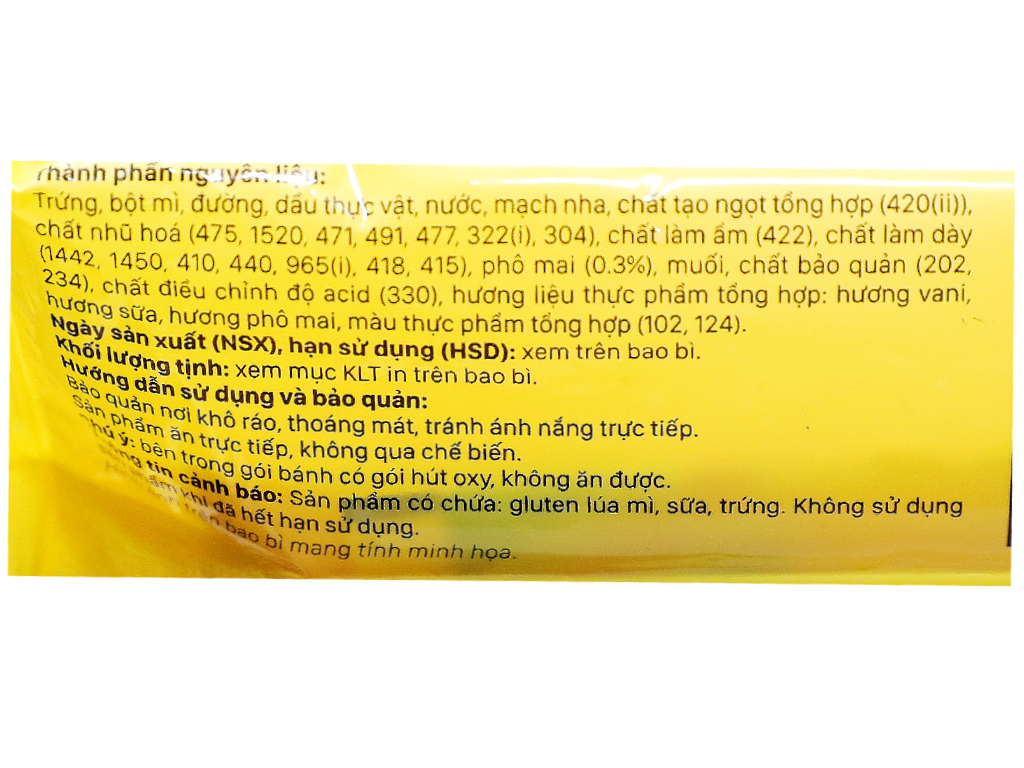 Thành phần nguyên liệu:
Trứng, bột mì, đường, dầu thực vật, nước, mạch nha, chất tạo ngọt tổng hợp (420(ii)),
chất nhũ hoá (475, 1520, 471, 491, 477, 322(i), 304), chất làm ẩm (422), chất làm dày
(1442, 1450, 410, 440, 965(i), 418, 415), phô mai (0.3%), muối, chất bảo quản (202,
234), chất điều chỉnh độ acid (330), hương liệu thực phẩm tổng hợp: hương vani,
hương sữa, hương phô mai, màu thực phẩm tổng hợp (102, 124).
Ngày sản xuất (NSX), hạn sử dụng (HSD): xem trên bao bì.
Khối lượng tịnh: xem mục KLT in trên bao bì.
Hướng dẫn sử dụng và bảo quản:
Bảo quản nơi khô ráo, thoáng mát, tránh ánh nắng trực tiếp.
Sản phẩm ăn trực tiếp, không qua chế biến.
Chú ý: bên trong gói bánh có gói hút oxy, không ăn được.
tin cảnh báo: Sản phẩm có chứa: gluten lúa mì, sữa, trứng. Không sử dụng
khi đã hết hạn sử dụng.
trên bao bì mang tính minh họa.